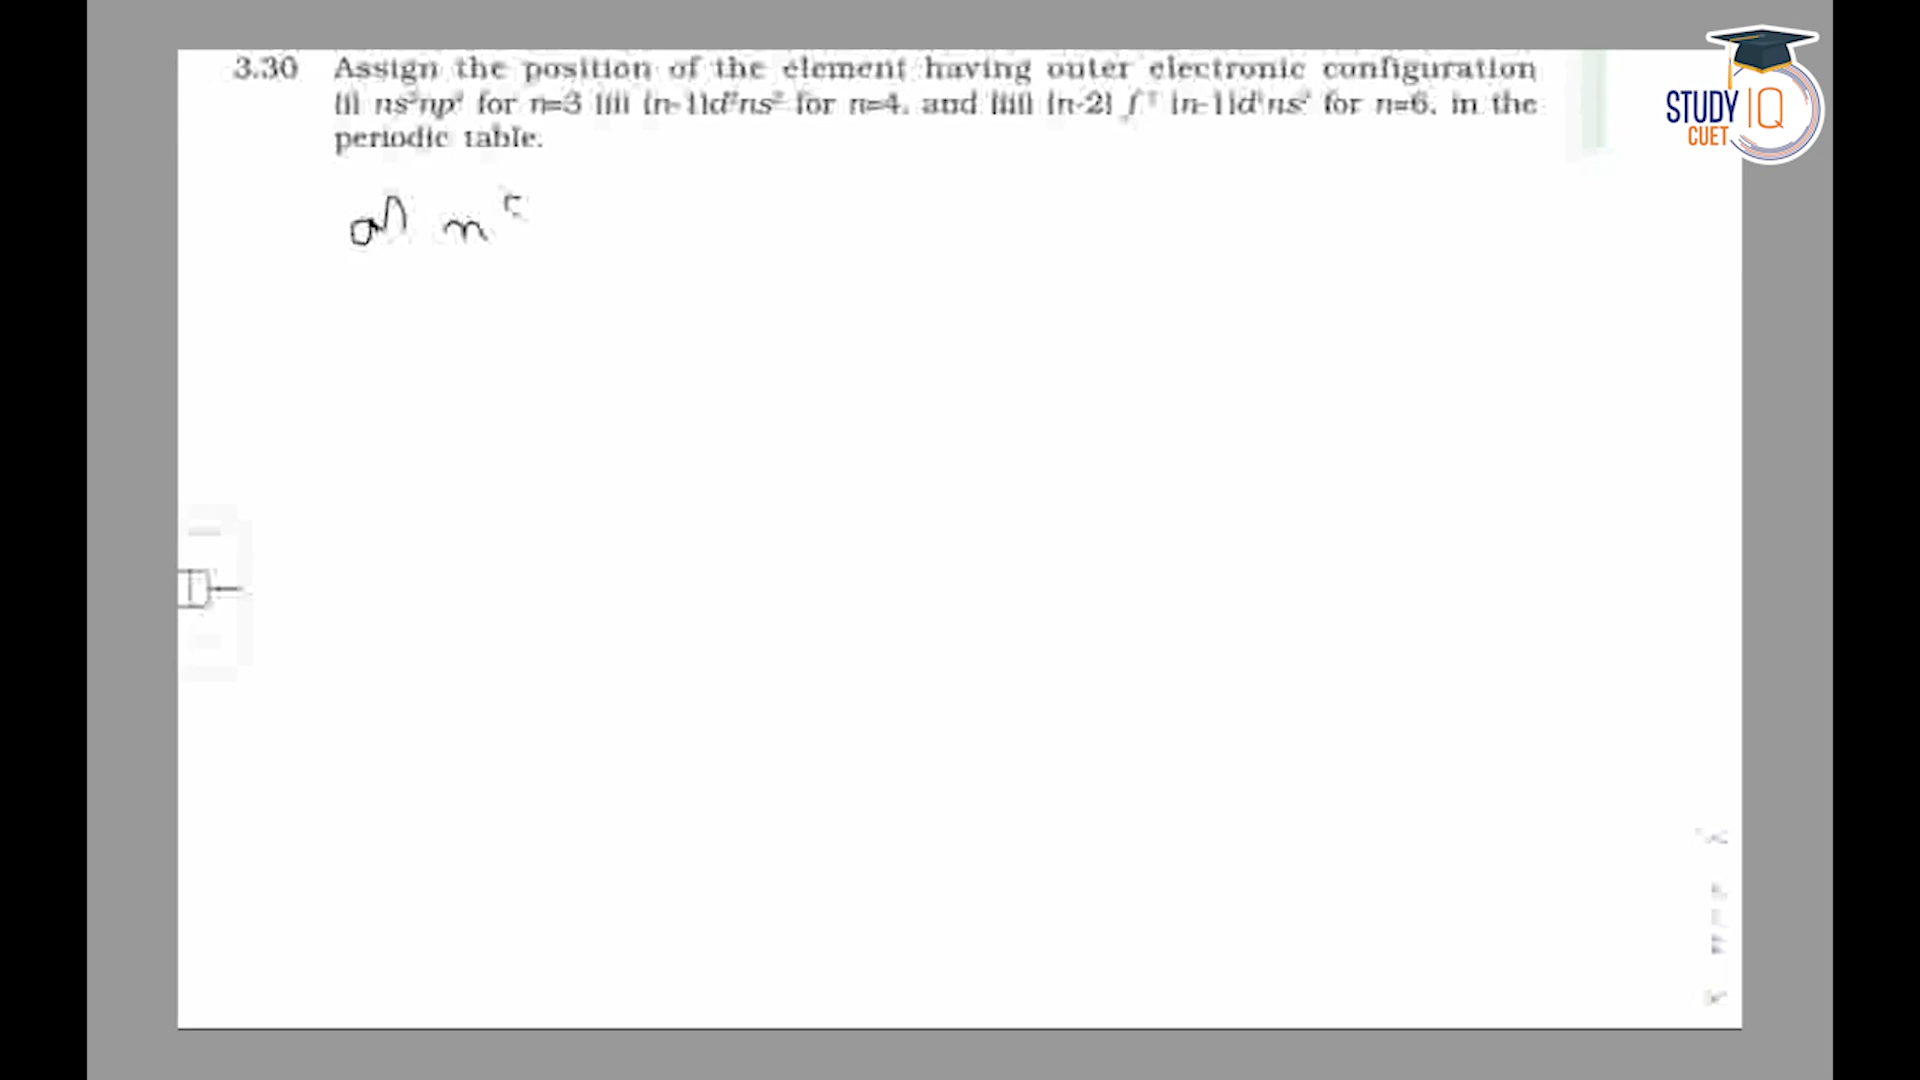 3.30 Assign the position of the element having outer electronic configuration
(i) ns²np⁴ for n=3 (ii) (n-1)d²ns² for n=4, and (iii) (n-2) f⁷ (n-1)d¹ns² for n=6, in the
periodic table.
STUDY IQ
CUET